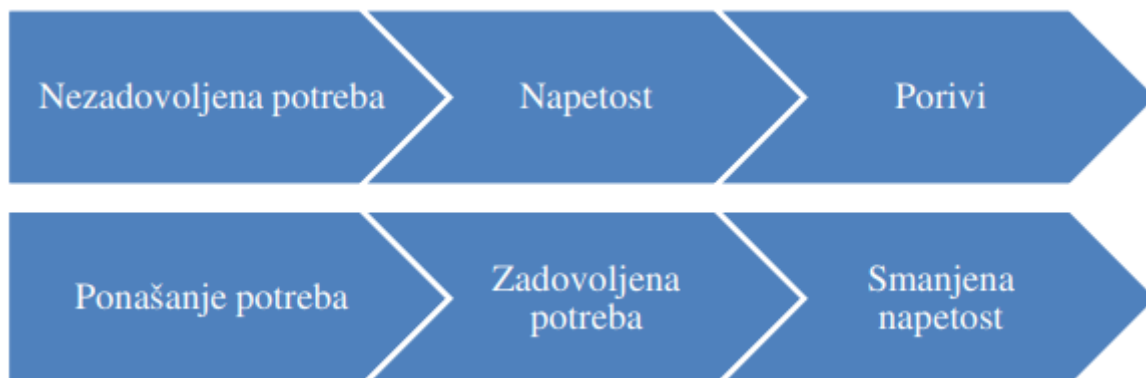 Nezadovoljena potreba
Napetost
Porivi
Ponašanje potreba
Zadovoljena
potreba
Smanjena
napetost